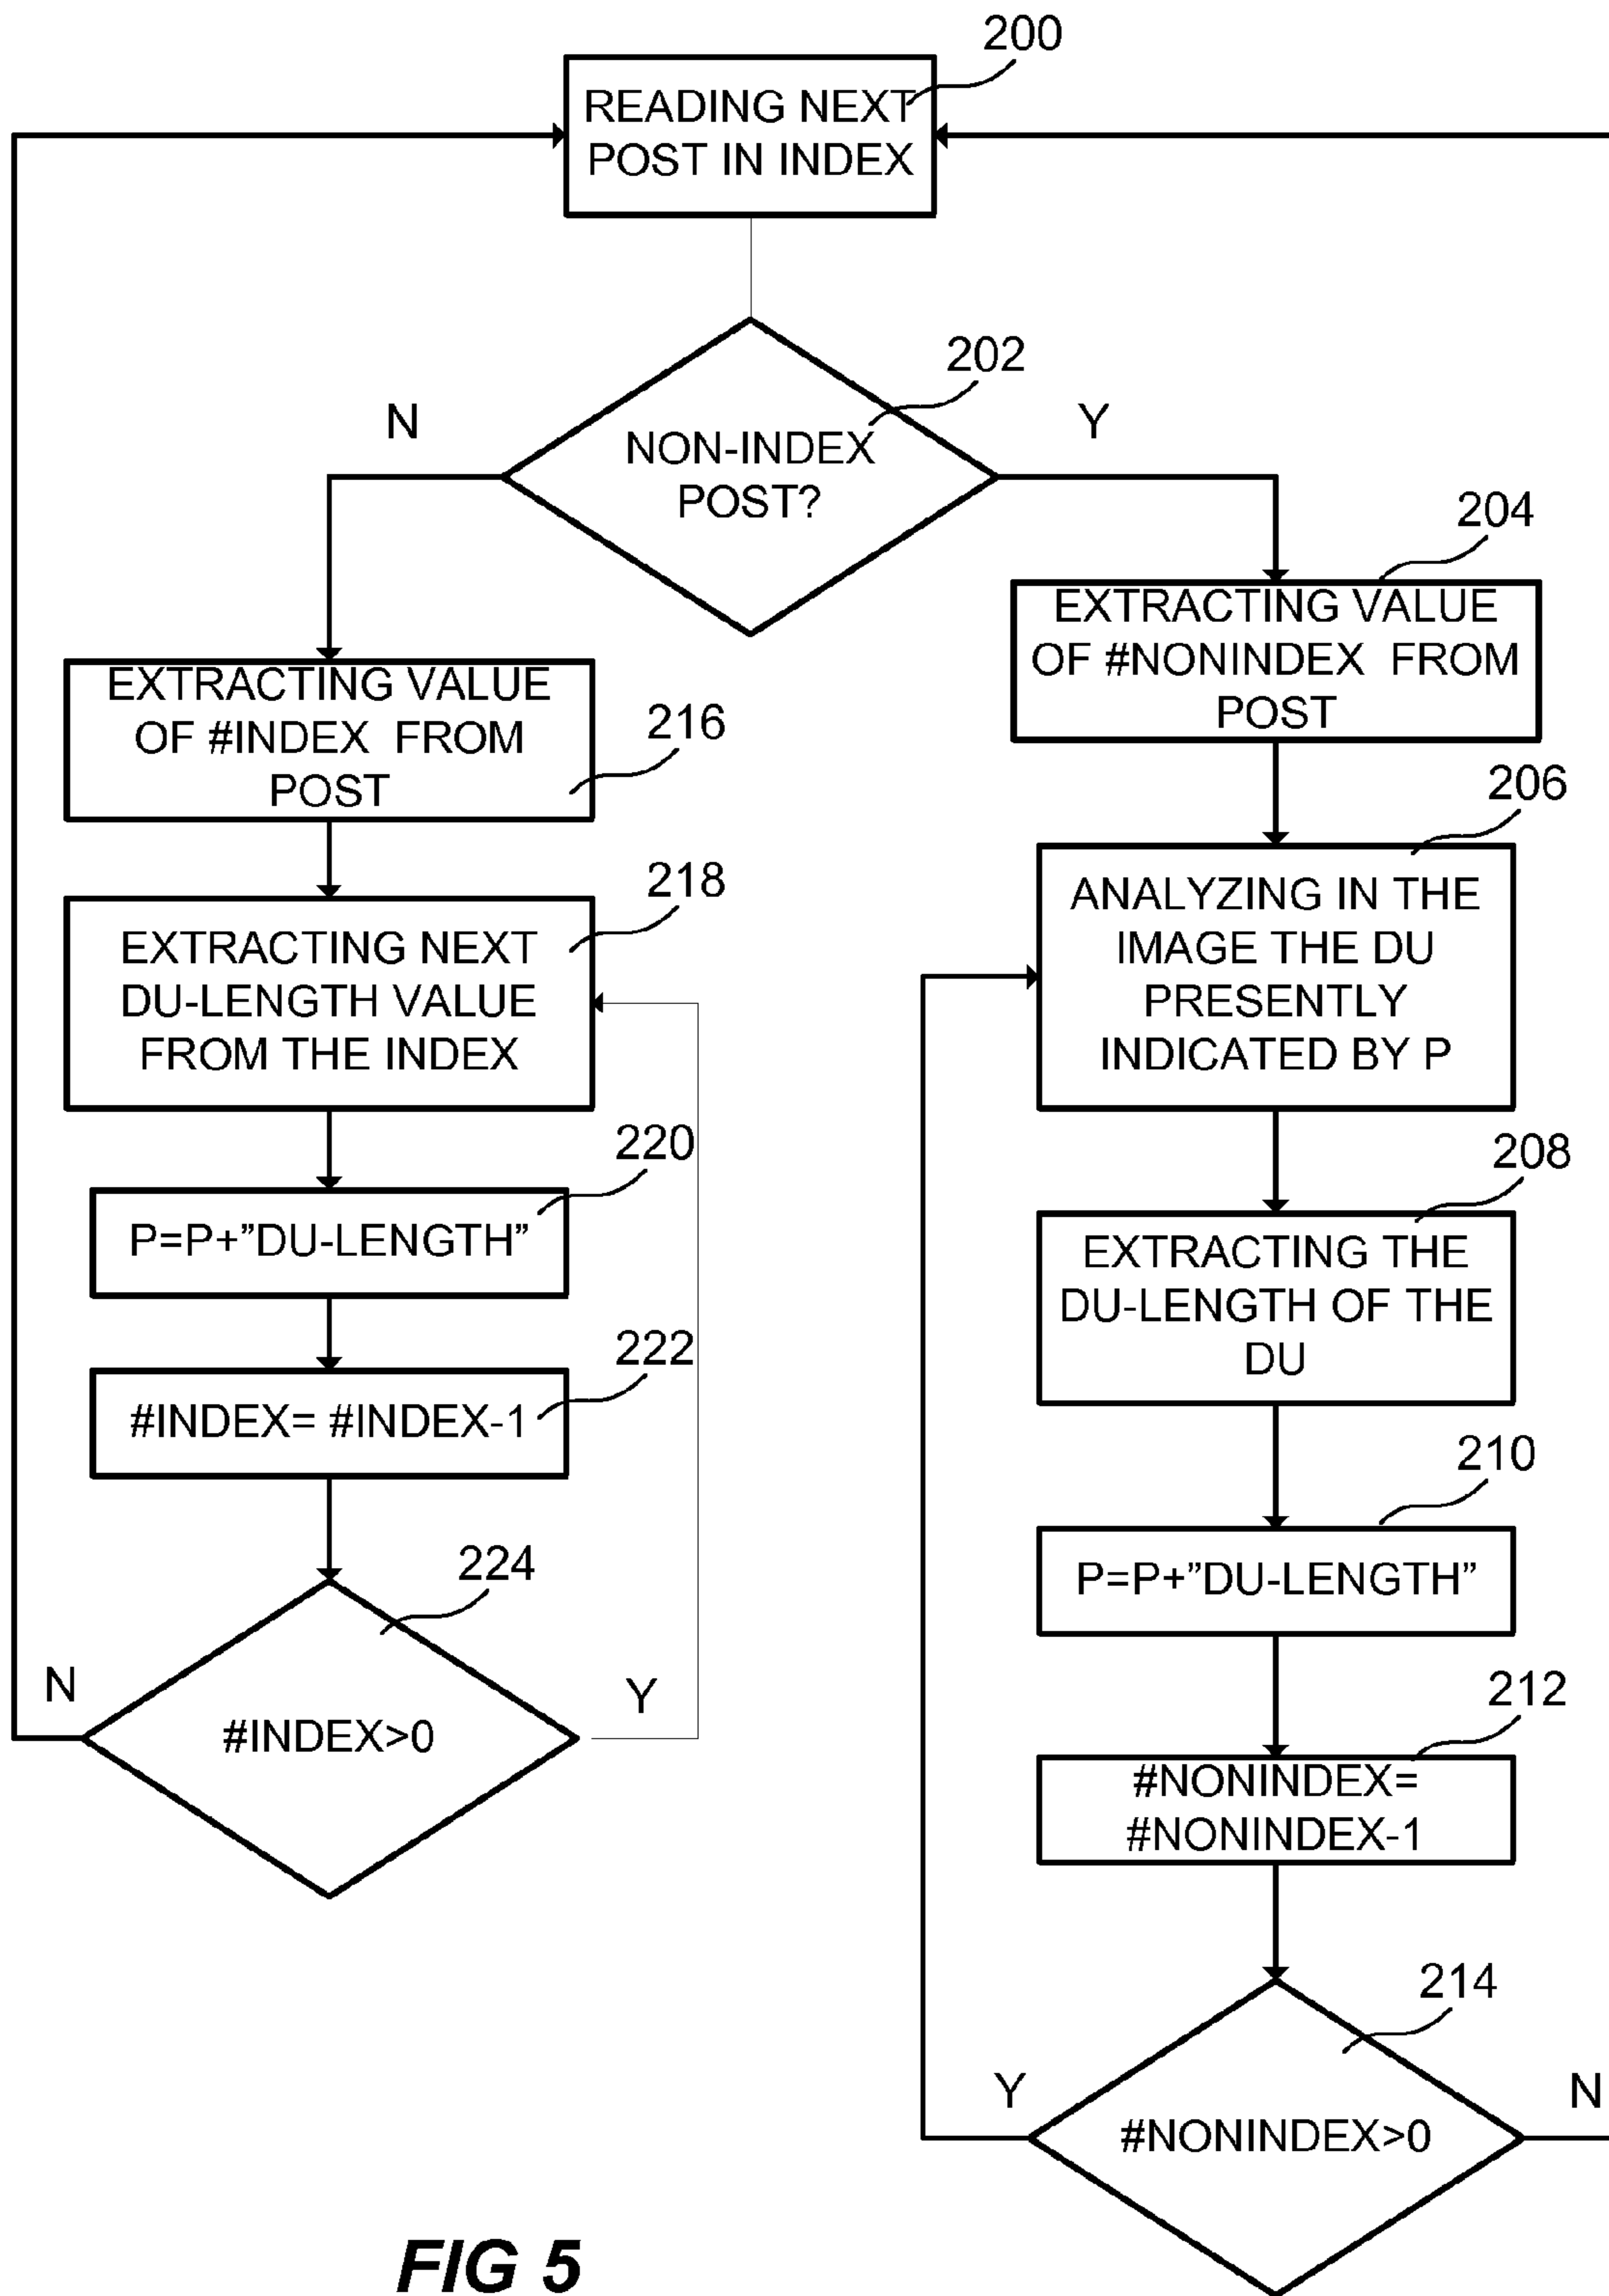 200
READING NEXT
POST IN INDEX
202
N
Y
NON-INDEX
POST?
204
EXTRACTING VALUE
OF #NONINDEX FROM
POST
EXTRACTING VALUE
OF #INDEX FROM
POST
216
206
ANALYZING IN THE
IMAGE THE DU
PRESENTLY
INDICATED BY P
218
EXTRACTING NEXT
DU-LENGTH VALUE
FROM THE INDEX
220
P=P+”DU-LENGTH”
208
EXTRACTING THE
DU-LENGTH OF THE
DU
222
#INDEX= #INDEX-1
210
P=P+”DU-LENGTH”
224
N
Y
#INDEX>0
212
#NONINDEX=
#NONINDEX-1
214
Y
N
#NONINDEX>0
FIG 5